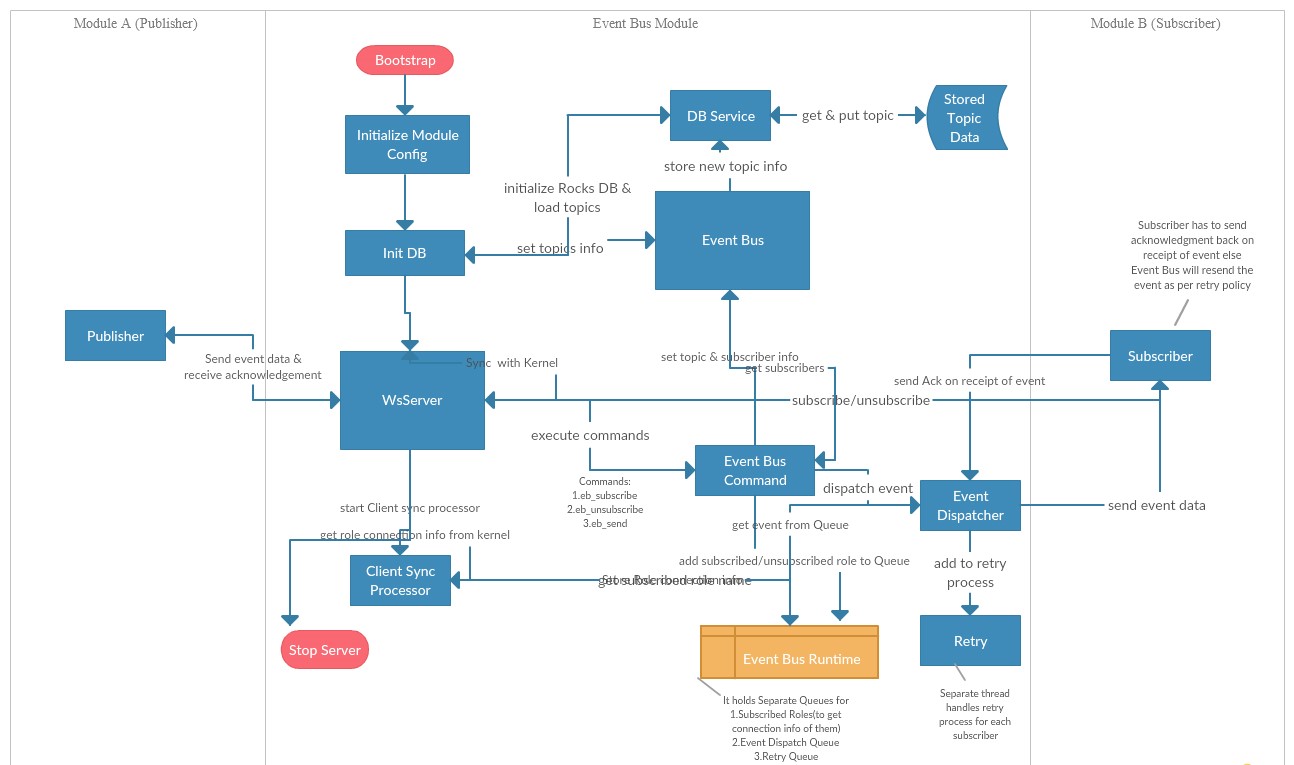 Module A (Publisher)
Event Bus Module
Module B (Subscriber)
Bootstrap
Initialize Module
Config
DB Service
get & put topic
Stored
Topic
Data
store new topic info
initialize Rocks DB &
load topics
Init DB
set topics info
Event Bus
Subscriber has to send
acknowledgment back on
receipt of event else
Event Bus will resend the
event as per retry policy
Publisher
Send event data &
receive acknowledgement
WsServer
Sync with Kernel
set topic & subscriber info
get subscribers
Subscriber
send Ack on receipt of event
subscribe/unsubscribe
execute commands
Commands:
1.eb_subscribe
2.eb_unsubscribe
3.eb_send
Event Bus
Command
dispatch event
Event
Dispatcher
send event data
start Client sync processor
get role connection info from kernel
get event from Queue
add subscribed/unsubscribed role to Queue
Client Sync
Processor
get subscribed role name
Store Role connection info
add to retry
process
Stop Server
Event Bus Runtime
Retry
It holds Separate Queues for
1.Subscribed Roles(to get
connection info of them)
2.Event Dispatch Queue
3.Retry Queue
Separate thread
handles retry
process for each
subscriber